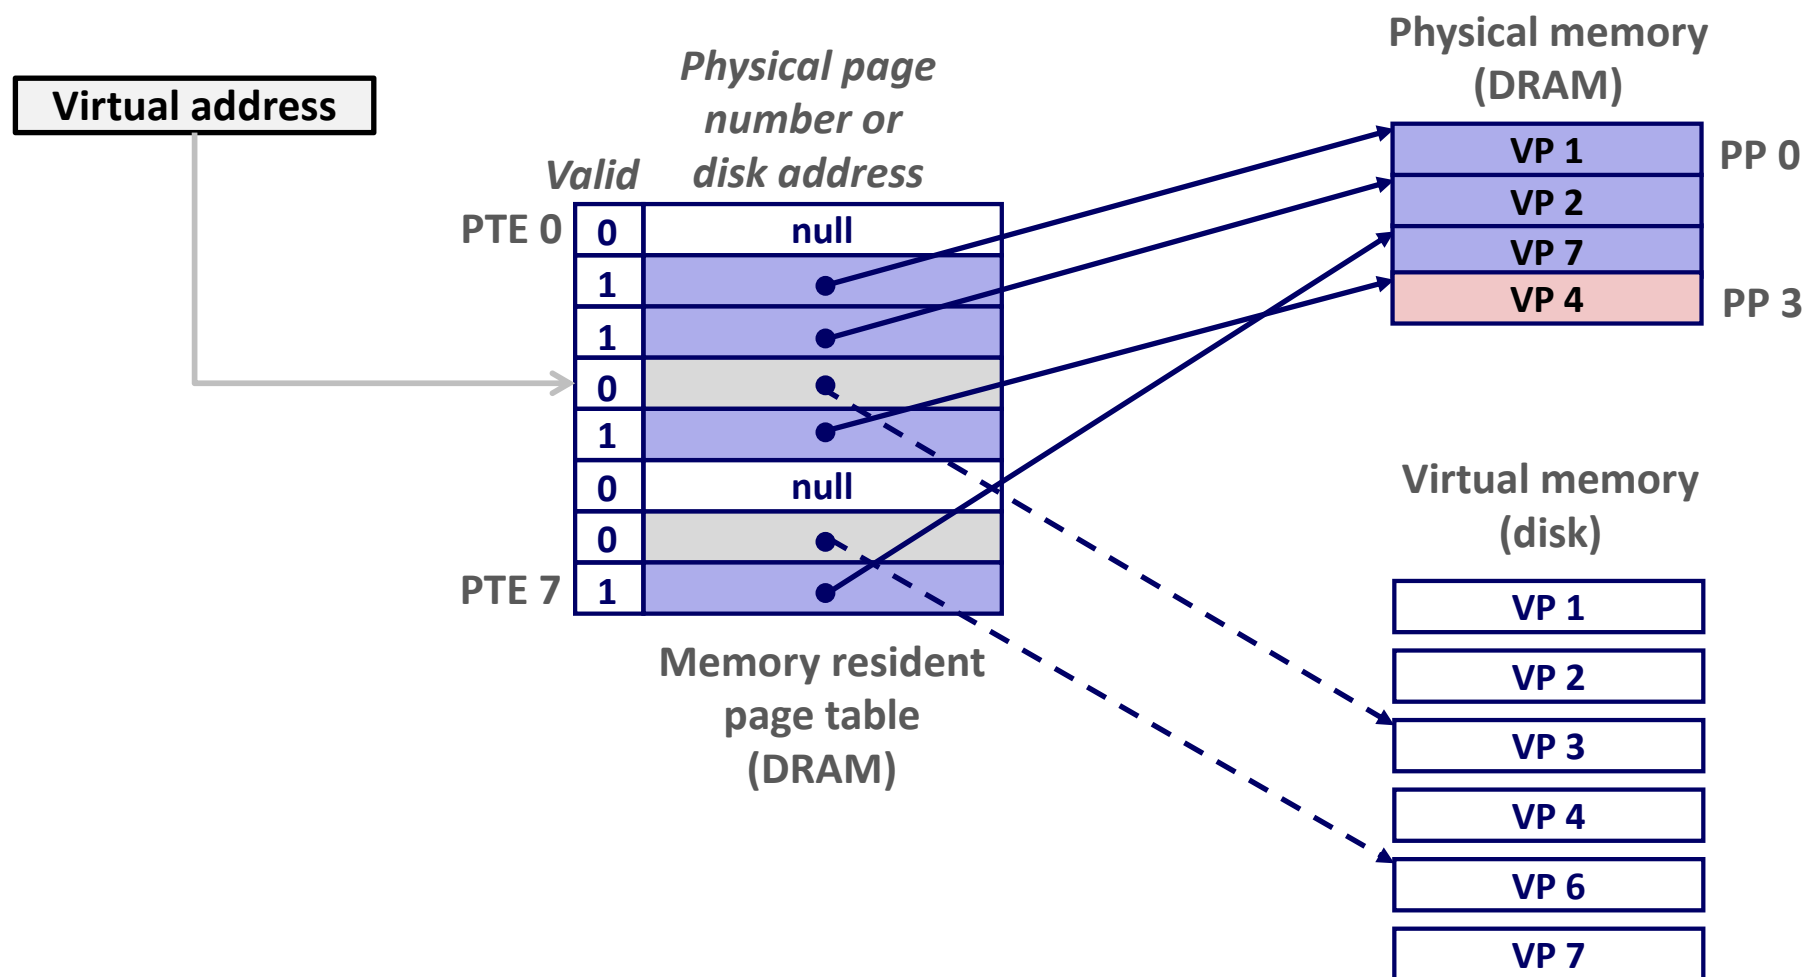 Virtual address
Physical page
number or
disk address
Valid
PTE 0
0
null
1
1
0
1
0
null
0
PTE 7
1
Memory resident
page table
(DRAM)
Physical memory
(DRAM)
VP 1
PP 0
VP 2
VP 7
VP 4
PP 3
Virtual memory
(disk)
VP 1
VP 2
VP 3
VP 4
VP 6
VP 7